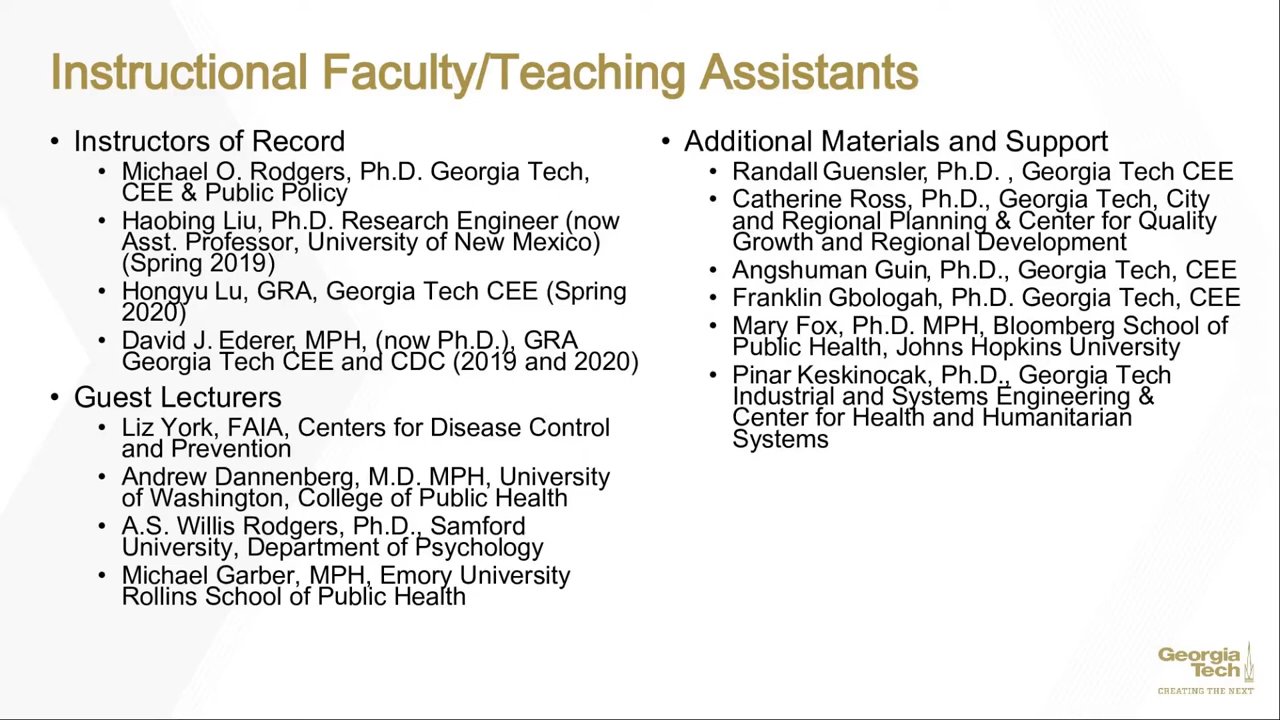 Instructional Faculty/Teaching Assistants
• Instructors of Record
• Michael O. Rodgers, Ph.D. Georgia Tech,
CEE & Public Policy
• Haobing Liu, Ph.D. Research Engineer (now
Asst. Professor, University of New Mexico)
(Spring 2019)
• Hongyu Lu, GRA, Georgia Tech CEE (Spring
2020)
• David J. Ederer, MPH, (now Ph.D.), GRA
Georgia Tech CEE and CDC (2019 and 2020)
• Guest Lecturers
• Liz York, FAIA, Centers for Disease Control
and Prevention
• Andrew Dannenberg, M.D. MPH, University
of Washington, College of Public Health
• A.S. Willis Rodgers, Ph.D., Samford
University, Department of Psychology
• Michael Garber, MPH, Emory University
Rollins School of Public Health
• Additional Materials and Support
• Randall Guensler, Ph.D. , Georgia Tech CEE
• Catherine Ross, Ph.D., Georgia Tech, City
and Regional Planning & Center for Quality
Growth and Regional Development
• Angshuman Guin, Ph.D., Georgia Tech, CEE
• Franklin Gbologah, Ph.D. Georgia Tech, CEE
• Mary Fox, Ph.D. MPH, Bloomberg School of
Public Health, Johns Hopkins University
• Pinar Keskinocak, Ph.D., Georgia Tech
Industrial and Systems Engineering &
Center for Health and Humanitarian
Systems
Georgia
Tech
CREATING THE NEXT